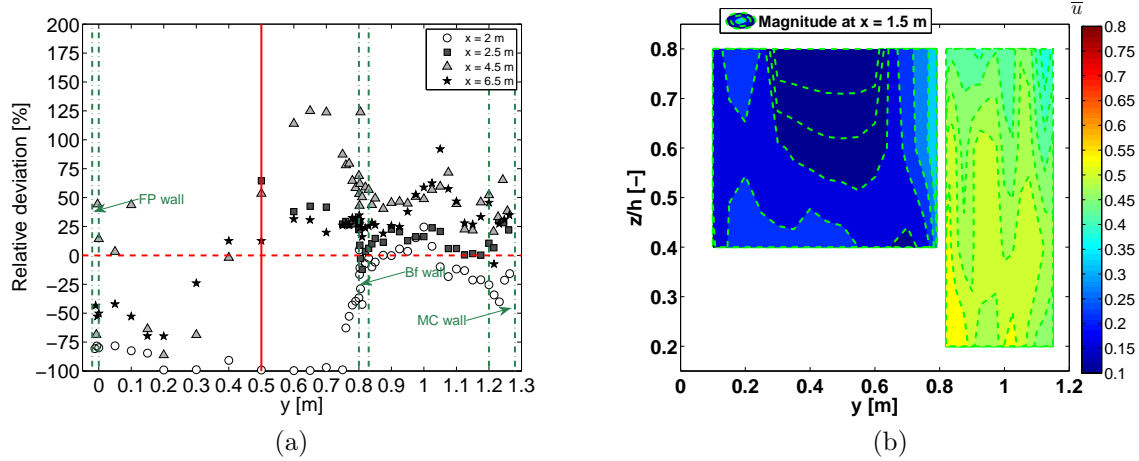 200
175
150
125
100
75
50
25
0
−25
−50
−75
−100
Relative deviation [%]
x = 2 m
x = 2.5 m
x = 4.5 m
x = 6.5 m
FP wall
Bf wall
MC wall
0 0.1 0.2 0.3 0.4 0.5 0.6 0.7 0.8 0.9 1 1.1 1.2 1.3
y [m]
(a)
Magnitude at x = 1.5 m
u̅
0.8
0.7
0.6
0.5
0.4
0.3
0.2
z/h [−]
0 0.2 0.4 0.6 0.8 1 1.2
y [m]
0.8
0.75
0.7
0.65
0.6
0.55
0.5
0.45
0.4
0.35
0.3
0.25
0.2
0.15
0.1
(b)